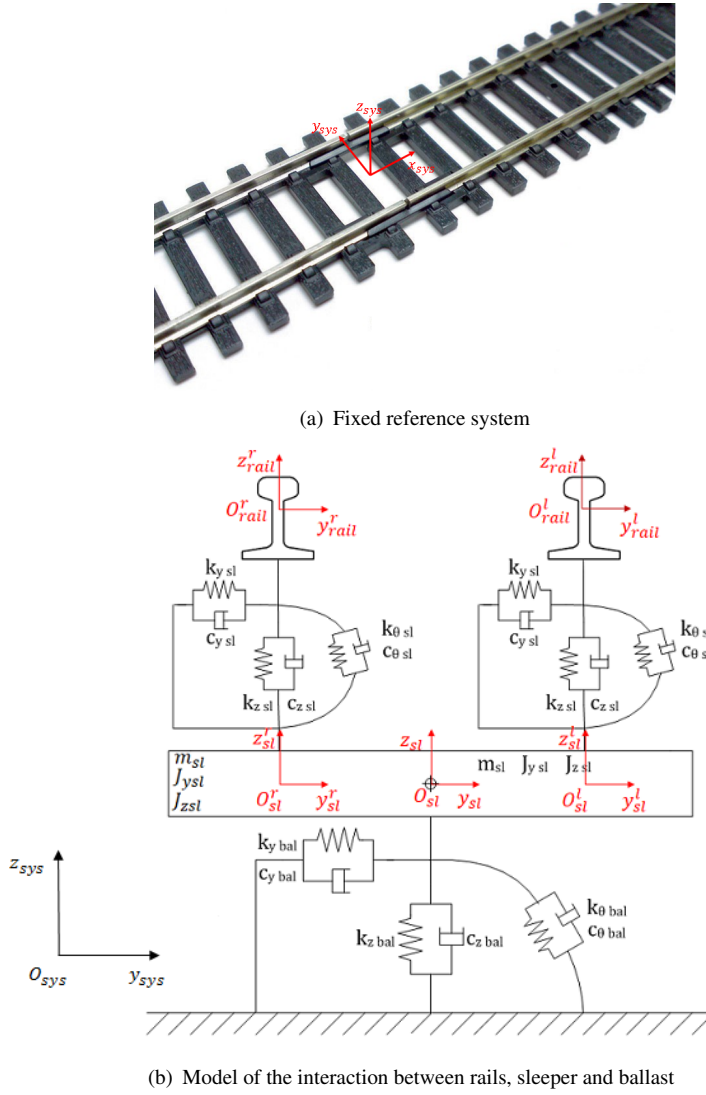 z_sys
y_sys
x_sys
(a) Fixed reference system
z^r_rail z^l_rail
O^r_rail y^r_rail O^l_rail y^l_rail
k_y sl k_y sl
c_y sl k_θ sl c_y sl k_θ s
c_θ sl c_θ s
k_z sl c_z sl k_z sl c_z sl
z^r_sl z_sl z^l_sl
m_sl m_sl J_y sl J_z sl
J_ysl
J_zsl O^r_sl y^r_sl O_sl y_sl O^l_sl y^l_sl
k_y bal
c_y bal
z_sys
k_z bal c_z bal k_θ bal
c_θ bal
O_sys y_sys
(b) Model of the interaction between rails, sleeper and ballast